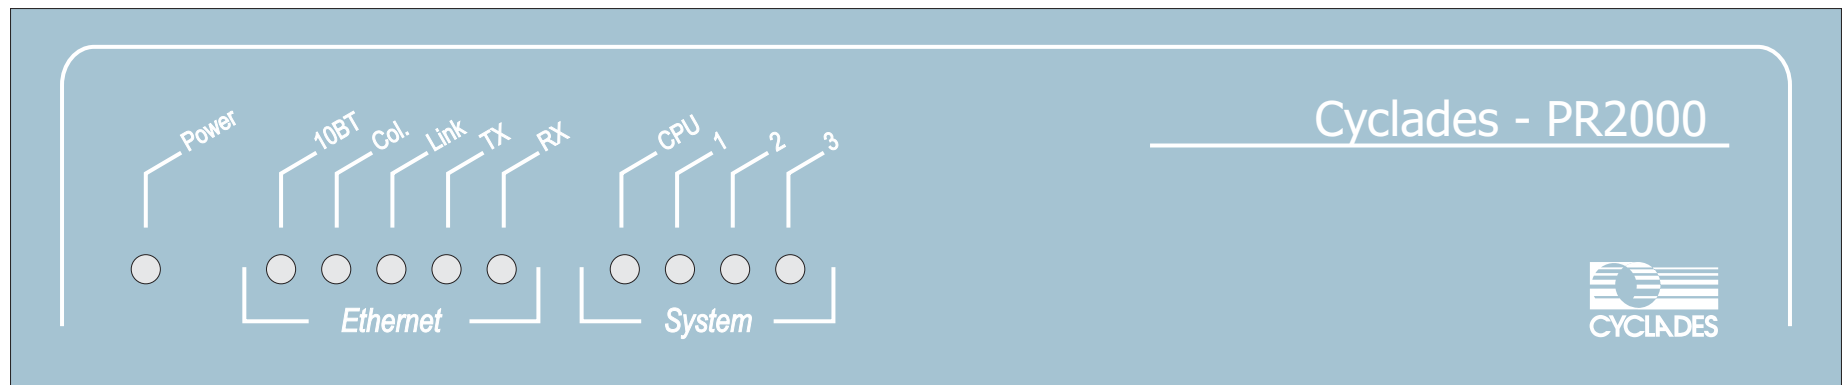 Cyclades - PR2000
Power
10BT
Col.
Link
TX
RX
CPU
1
2
3
Ethernet
System
CYCLADES